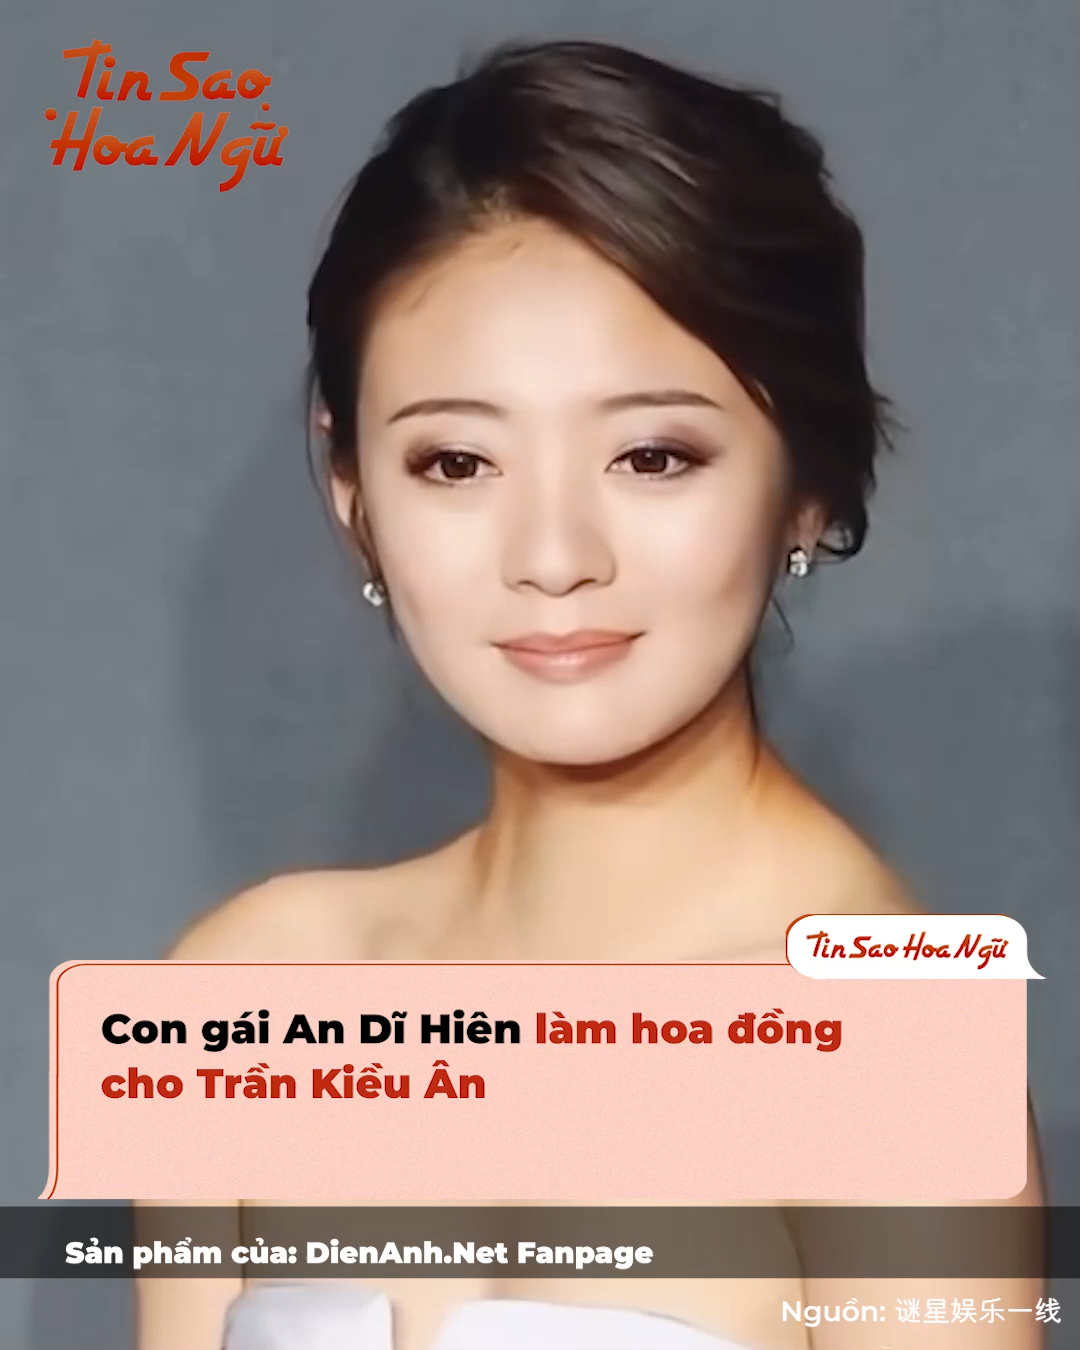 Tin Sao
Hoa Ngữ
Tin Sao Hoa Ngữ
Con gái An Dĩ Hiên làm hoa đồng
cho Trần Kiều Ân
Sản phẩm của: DienAnh.Net Fanpage
Nguồn: 谜星娱乐一线